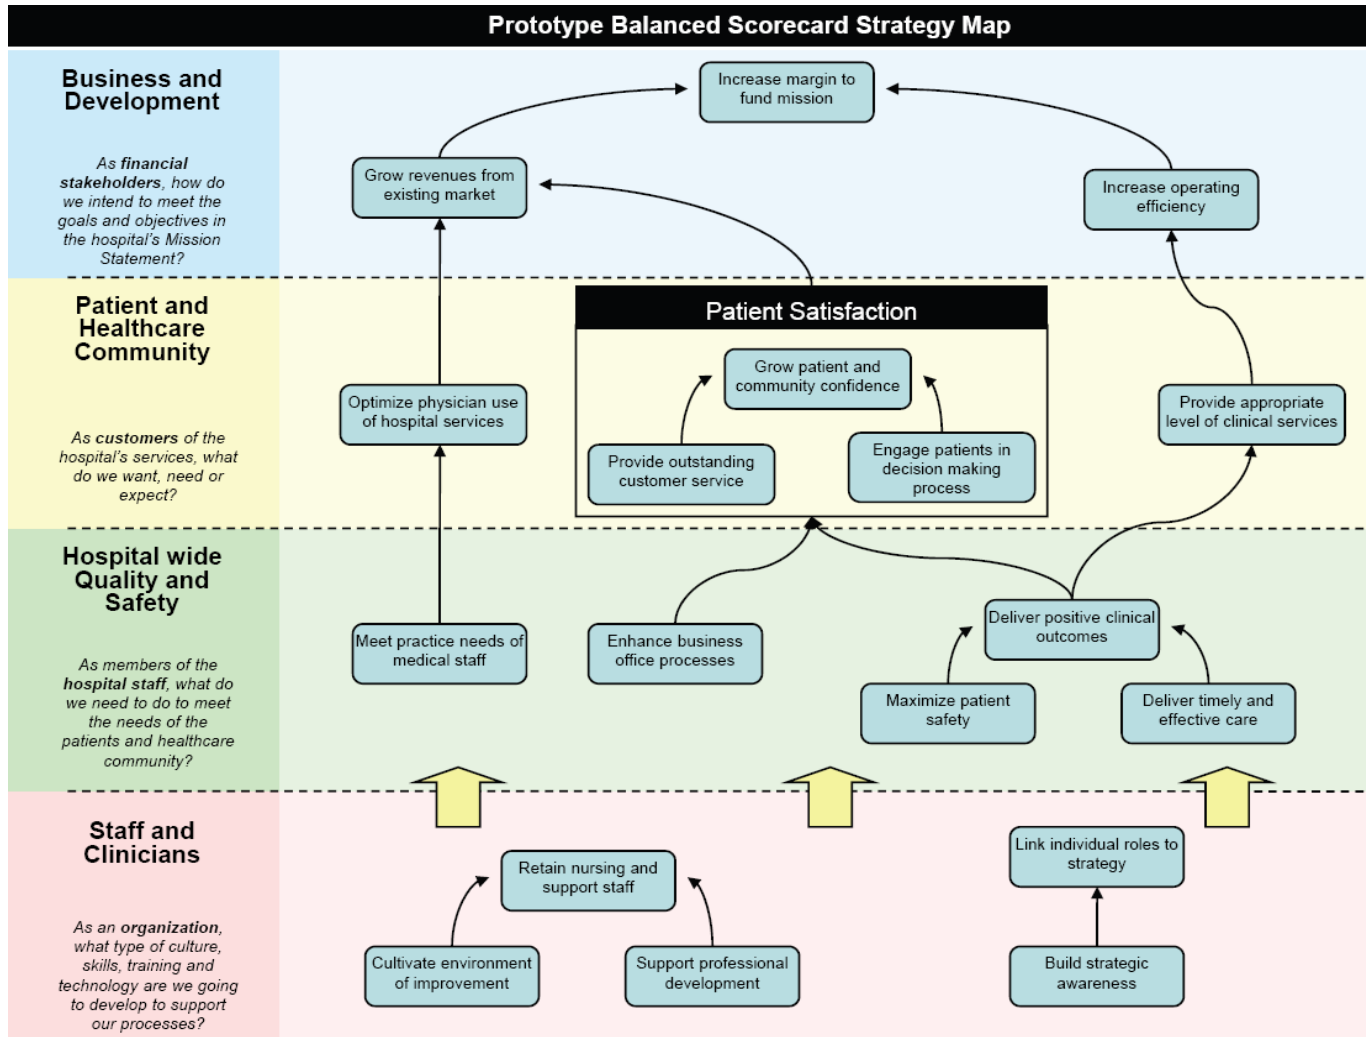 Prototype Balanced Scorecard Strategy Map
Business and
Development
As financial
stakeholders, how do
we intend to meet the
goals and objectives in
the hospital's Mission
Statement?
Increase margin to
fund mission
Grow revenues from
existing market
Increase operating
efficiency
Patient and
Healthcare
Community
As customers of the
hospital's services, what
do we want, need or
expect?
Patient Satisfaction
Grow patient and
community confidence
Optimize physician use
of hospital services
Provide outstanding
customer service
Engage patients in
decision making
process
Provide appropriate
level of clinical services
Hospital wide
Quality and
Safety
As members of the
hospital staff, what do
we need to do to meet
the needs of the
patients and healthcare
community?
Meet practice needs of
medical staff
Enhance business
office processes
Deliver positive clinical
outcomes
Maximize patient
safety
Deliver timely and
effective care
Staff and
Clinicians
As an organization,
what type of culture,
skills, training and
technology are we going
to develop to support
our processes?
Retain nursing and
support staff
Link individual roles to
strategy
Cultivate environment
of improvement
Support professional
development
Build strategic
awareness